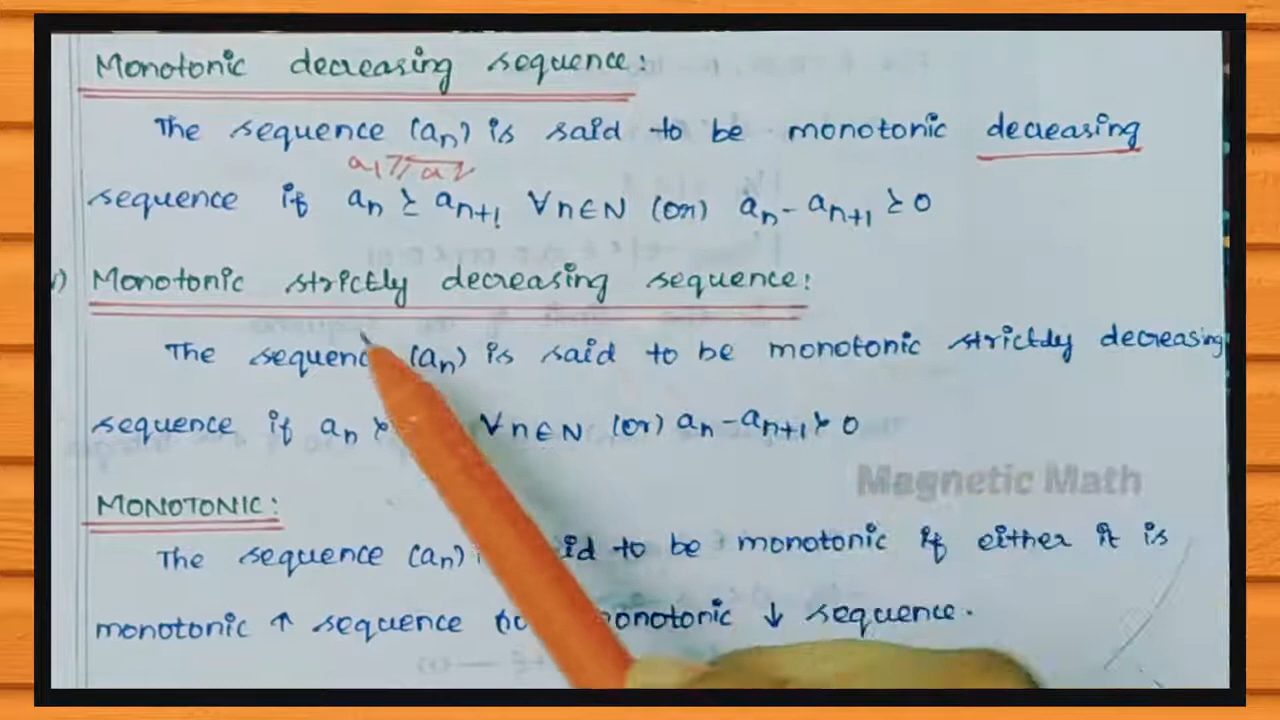 Monotonic decreasing sequence:
The sequence (aₙ) is said to be monotonic decreasing
a1 ≥ a2
sequence if aₙ ≥ aₙ₊₁ ∀n∈N (or) aₙ - aₙ₊₁ ≥ 0
Monotonic strictly decreasing sequence:
The (aₙ) is said to be monotonic strictly decreasing
sequence if aₙ > ∀n∈N (or) aₙ - aₙ₊₁ > 0
Magnetic Math
MONOTONIC:
The sequence (aₙ) to be monotonic if either it is
monotonic ↑ sequence monotonic ↓ sequence.